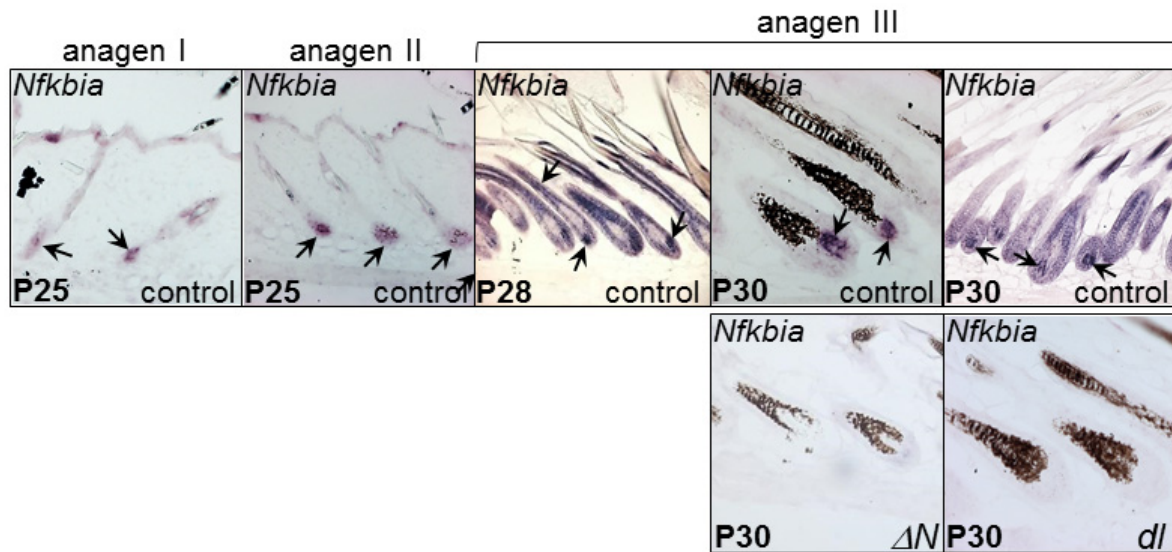 anagen I
anagen II
anagen III
Nfkbia
P25
control
Nfkbia
P25
control
Nfkbia
P28
control
Nfkbia
P30
control
Nfkbia
P30
control
Nfkbia
P30
ΔN
Nfkbia
P30
dl